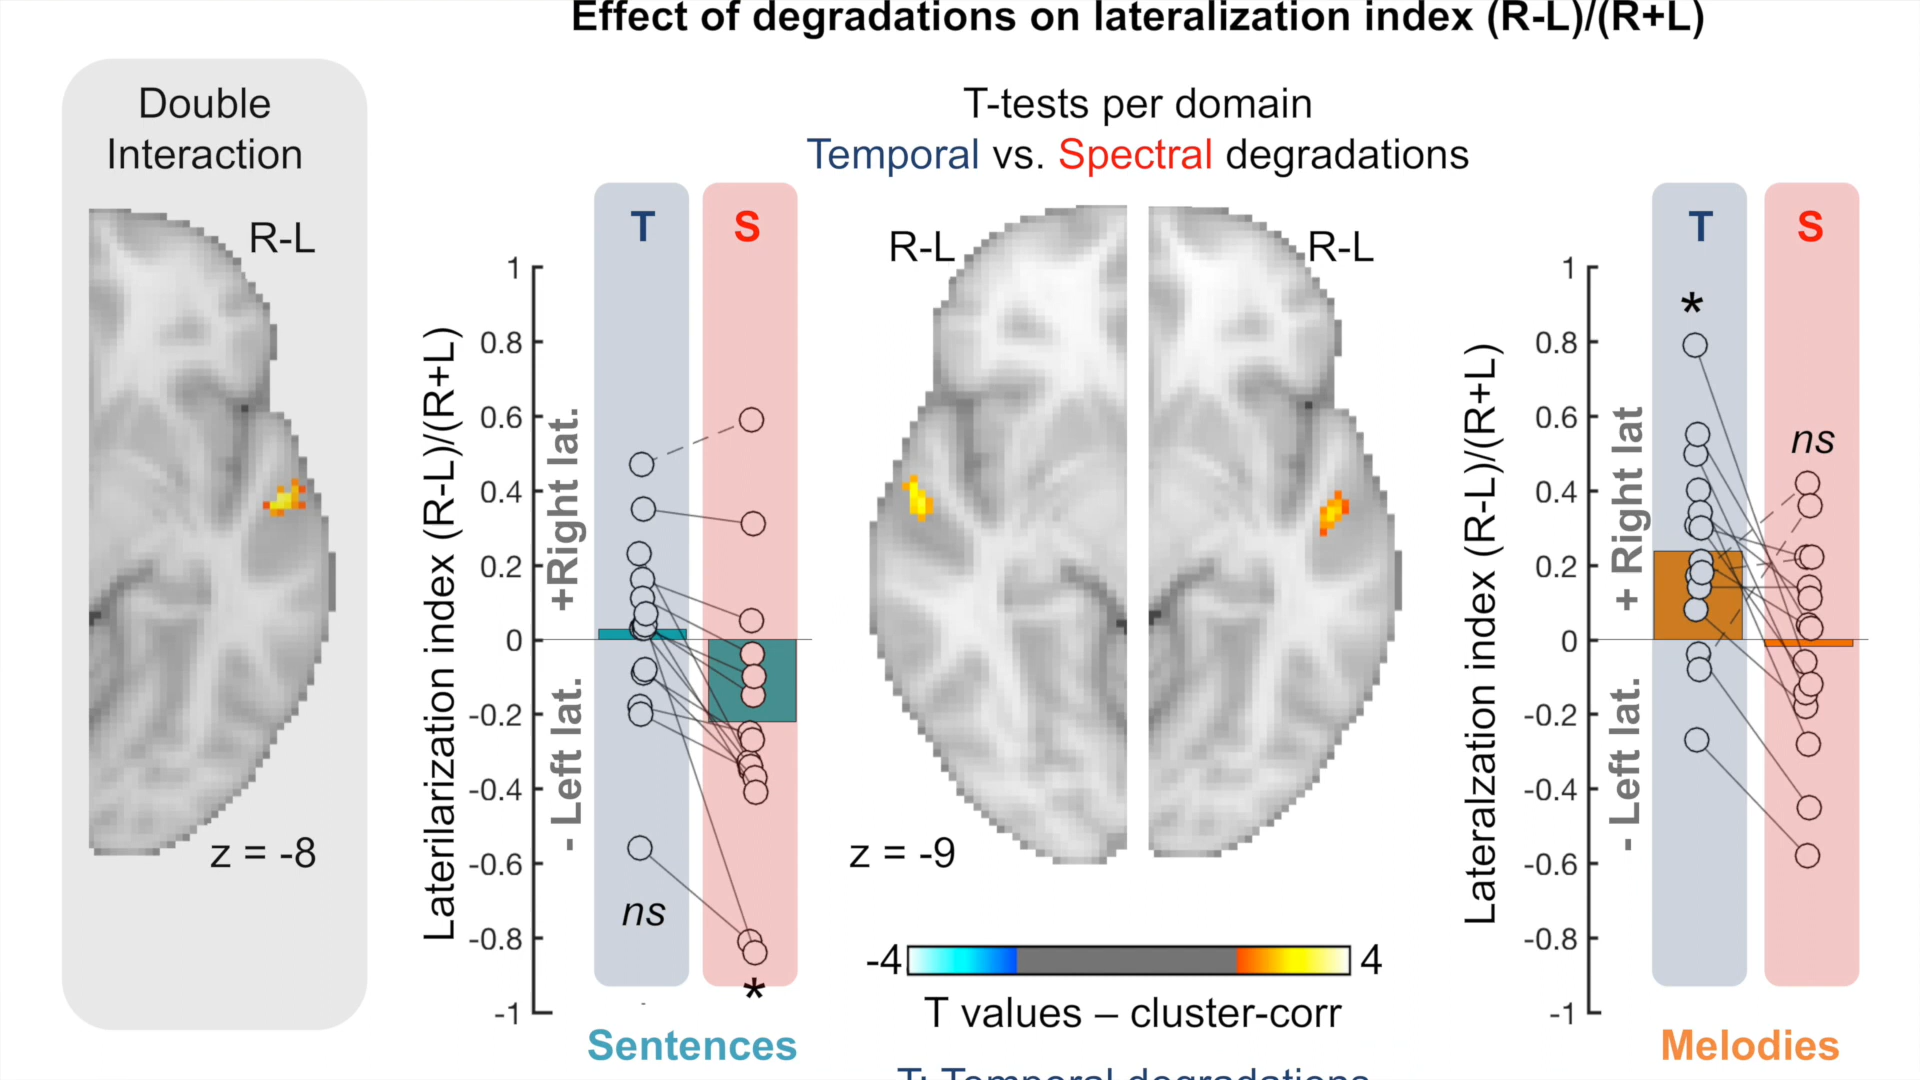 Effect of degradations on lateralization index (R-L)/(R+L)
Double
Interaction
R-L
z = -8
T-tests per domain
Temporal vs. Spectral degradations
Laterilarization index (R-L)/(R+L)
+Right lat.
- Left lat.
1
0.8
0.6
0.4
0.2
0
-0.2
-0.4
-0.6
-0.8
-1
T
S
ns
*
Sentences
R-L
R-L
z = -9
-4
4
T values – cluster-corr
T: Temporal degradations
Lateralzation index (R-L)/(R+L)
+ Right lat
- Left lat.
1
0.8
0.6
0.4
0.2
0
-0.2
-0.4
-0.6
-0.8
-1
T
S
*
ns
Melodies